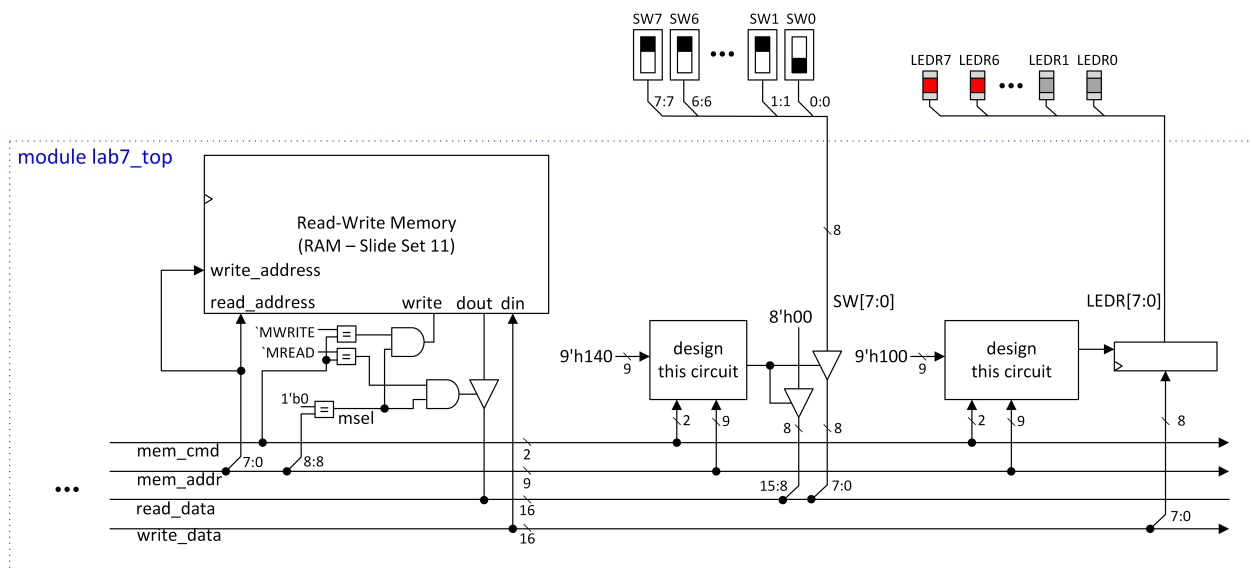 SW7 SW6 SW1 SW0
LEDR7 LEDR6 LEDR1 LEDR0
7:7 6:6 1:1 0:0
module lab7_top
Read-Write Memory
(RAM – Slide Set 11)
8
write_address
read_address write dout din
SW[7:0]
LEDR[7:0]
8'h00
`MWRITE =
`MREAD =
9'h140
9
design
this circuit
9'h100
9
design
this circuit
1'b0 =
msel
2 9
8 8
2 9
8
mem_cmd
2
7:0 8:8
mem_addr
9
15:8 7:0
read_data
16
7:0
write_data
16